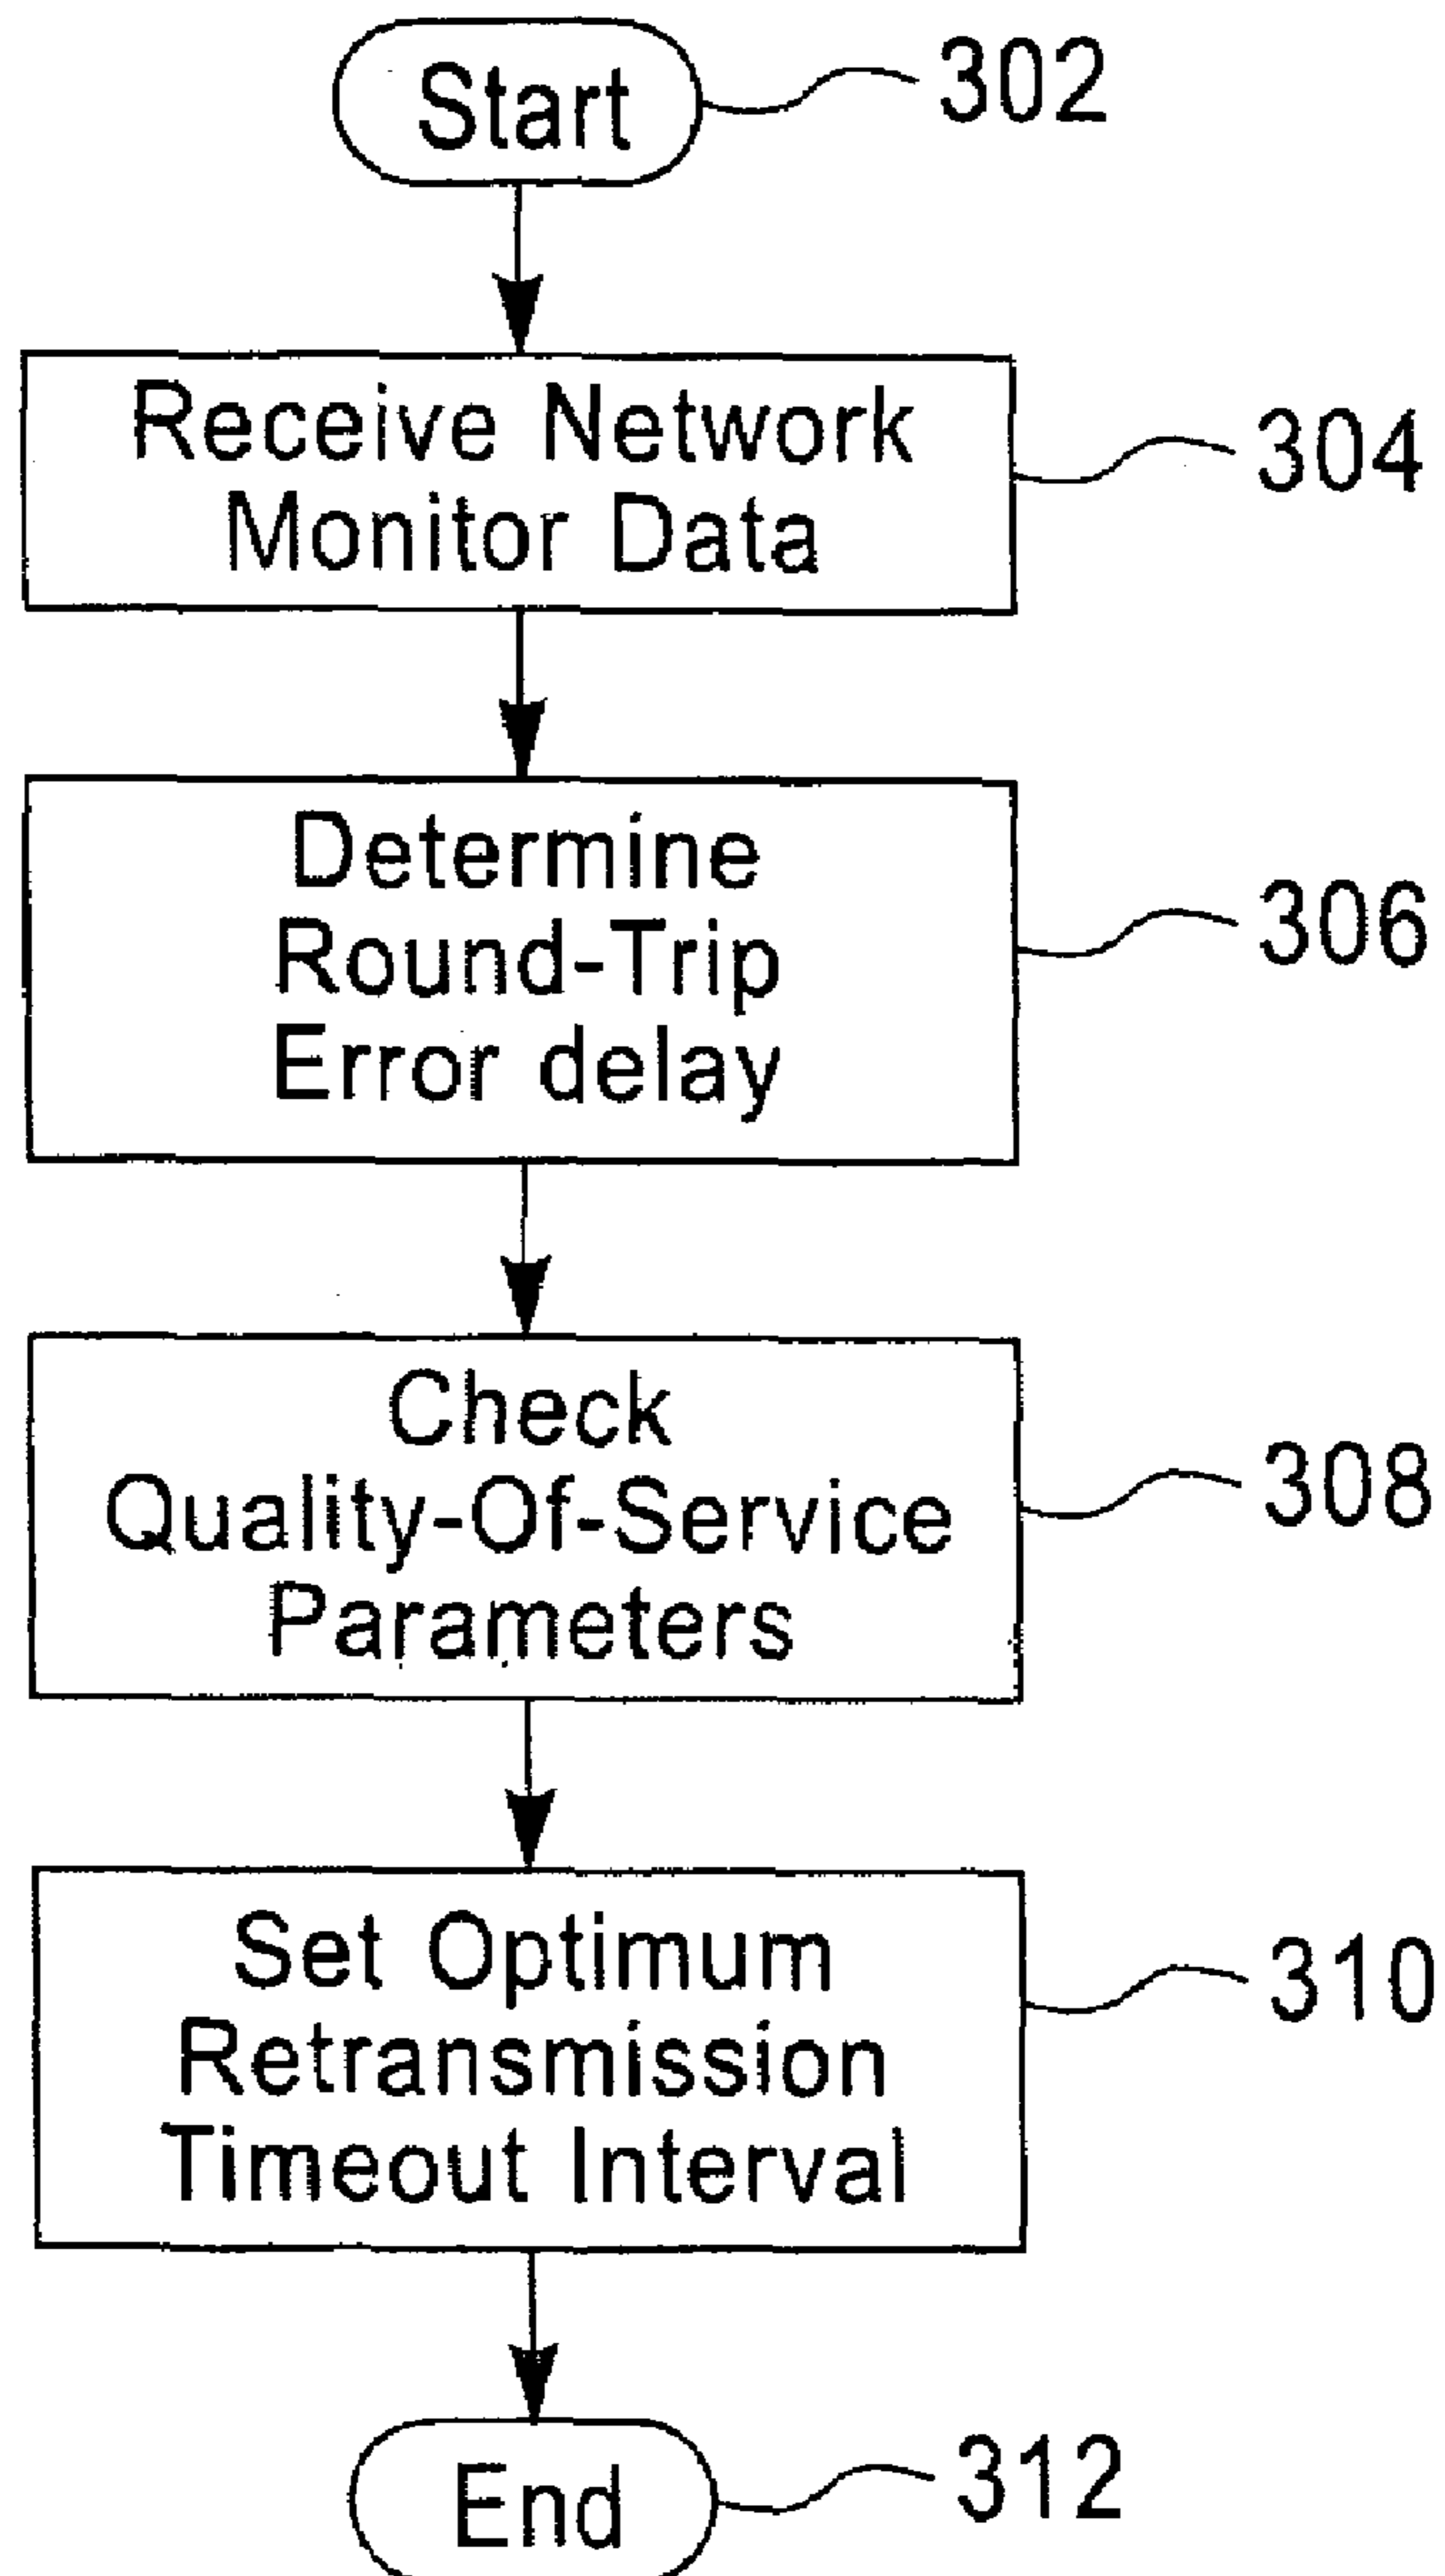 Start
302
Receive Network
Monitor Data
304
Determine
Round-Trip
Error delay
306
Check
Quality-Of-Service
Parameters
308
Set Optimum
Retransmission
Timeout Interval
310
End
312